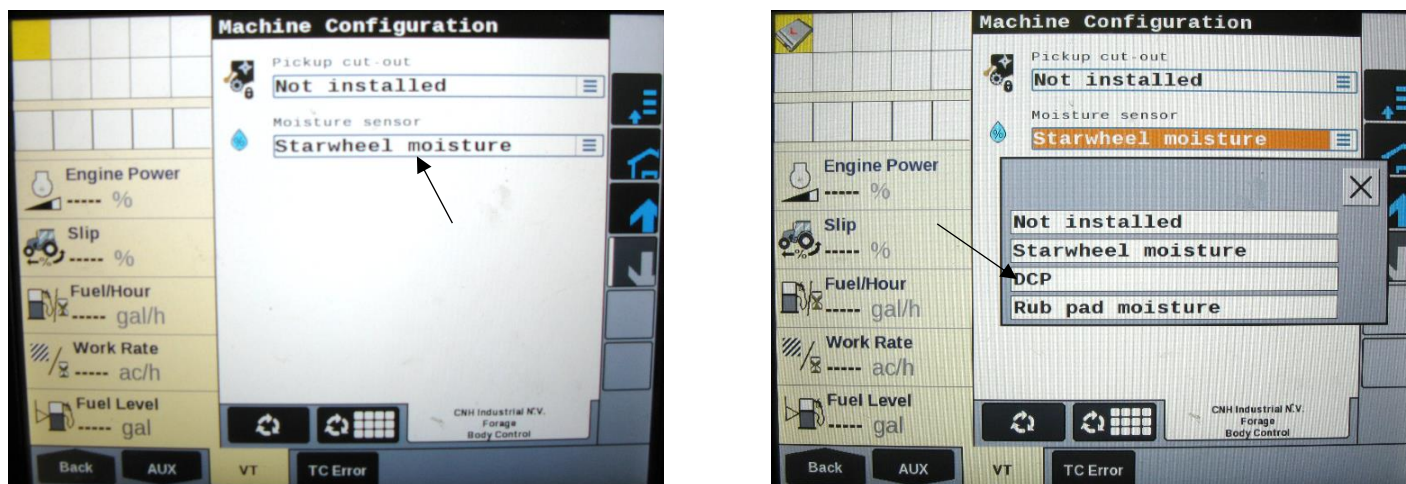 Machine Configuration
Pickup cut-out
Not installed
Moisture sensor
Starwheel moisture
Engine Power
----- %
Slip
----- %
Fuel/Hour
----- gal/h
Work Rate
----- ac/h
Fuel Level
----- gal
CNH Industrial N.V.
Forage
Body Control
Back
AUX
VT
TC Error
Machine Configuration
Pickup cut-out
Not installed
Moisture sensor
Starwheel moisture
Not installed
Starwheel moisture
DCP
Rub pad moisture
Engine Power
----- %
Slip
----- %
Fuel/Hour
----- gal/h
Work Rate
----- ac/h
Fuel Level
----- gal
CNH Industrial N.V.
Forage
Body Control
Back
AUX
VT
TC Error